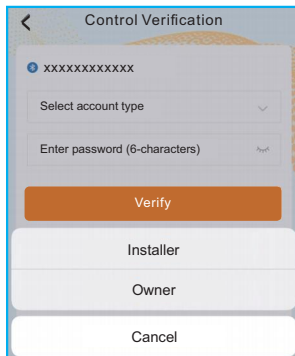 Control Verification
xxxxxxxxxxxx
Select account type
Enter password (6-characters)
Verify
Installer
Owner
Cancel